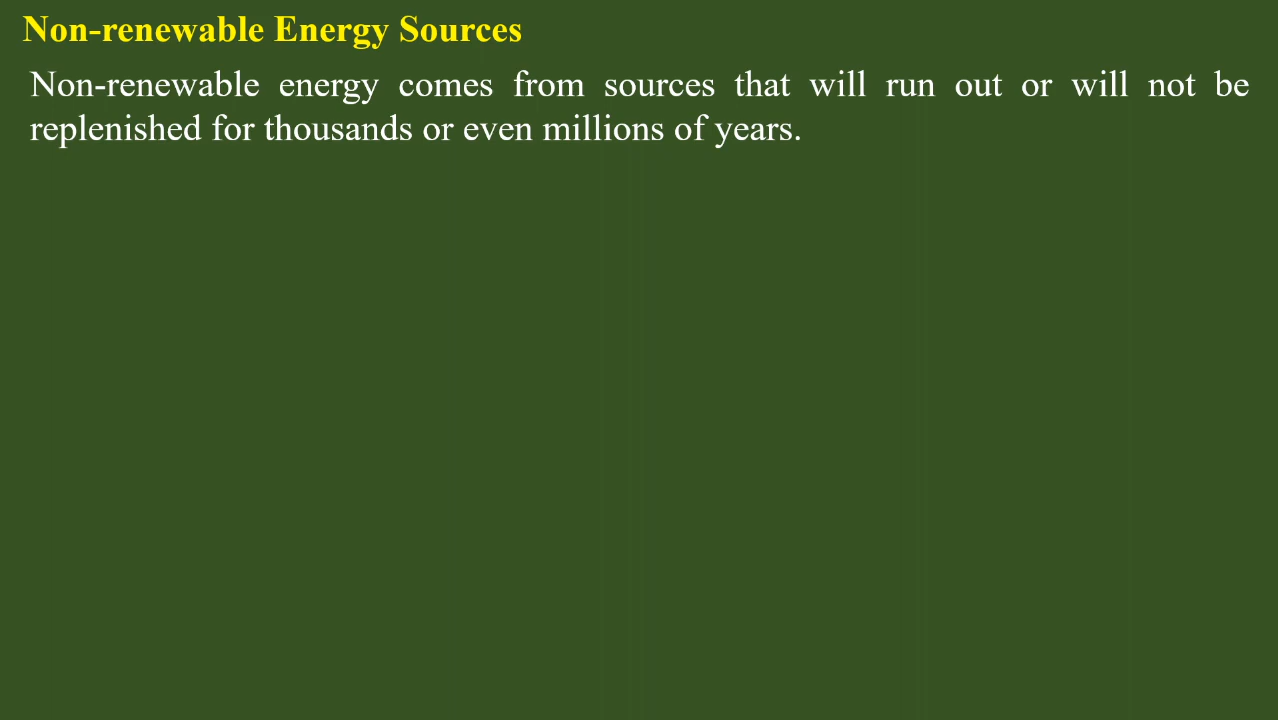 Non-renewable Energy Sources
Non-renewable energy comes from sources that will run out or will not be
replenished for thousands or even millions of years.